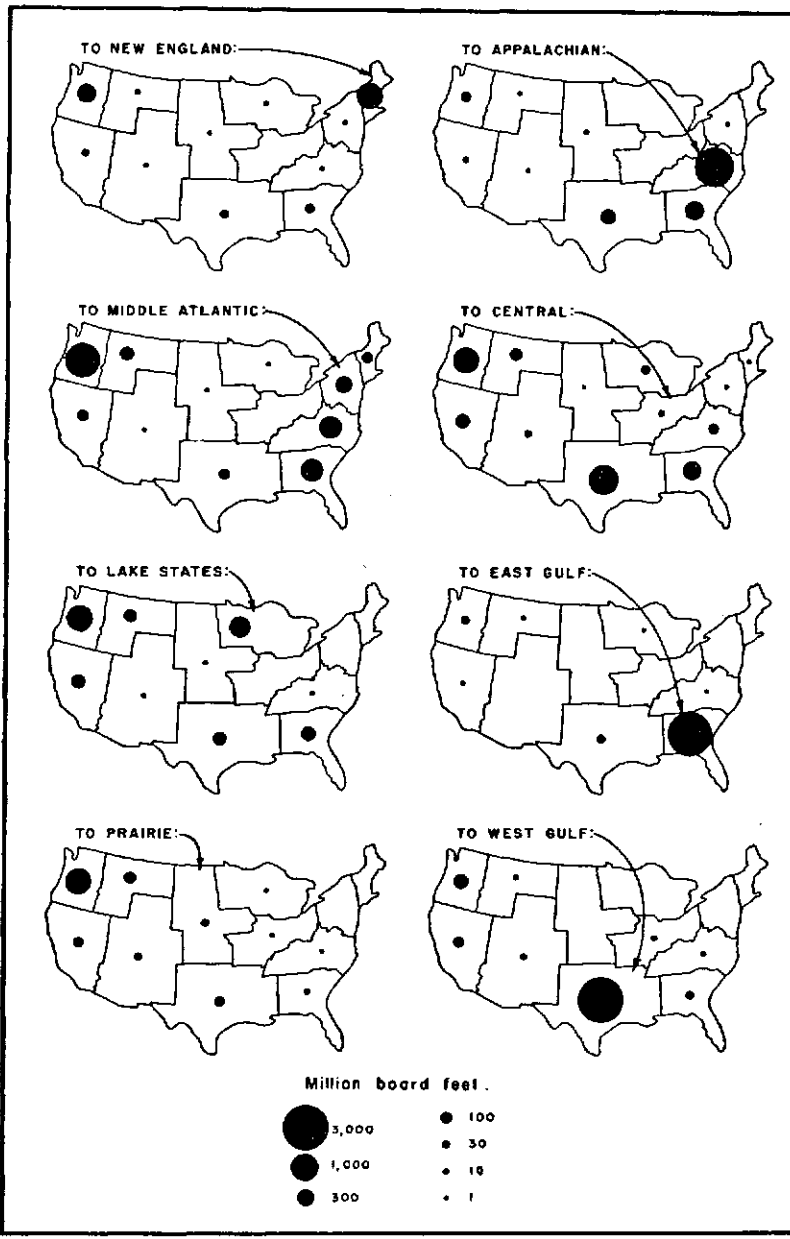 TO NEW ENGLAND:
TO APPALACHIAN:
TO MIDDLE ATLANTIC:
TO CENTRAL:
TO LAKE STATES:
TO EAST GULF:
TO PRAIRIE:
TO WEST GULF:
Million board feet.
3,000
100
1,000
30
300
10
1